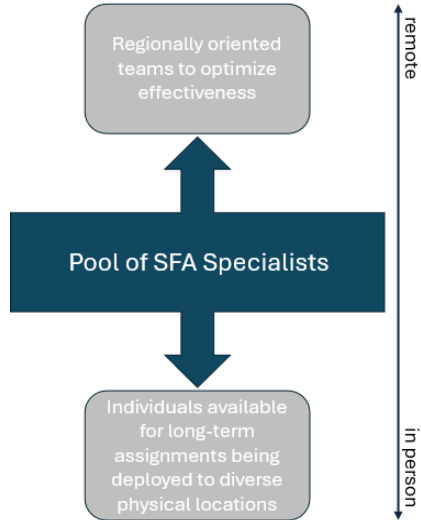 Regionally oriented
teams to optimize
effectiveness
remote
Pool of SFA Specialists
Individuals available
for long-term
assignments being
deployed to diverse
physical locations
in person